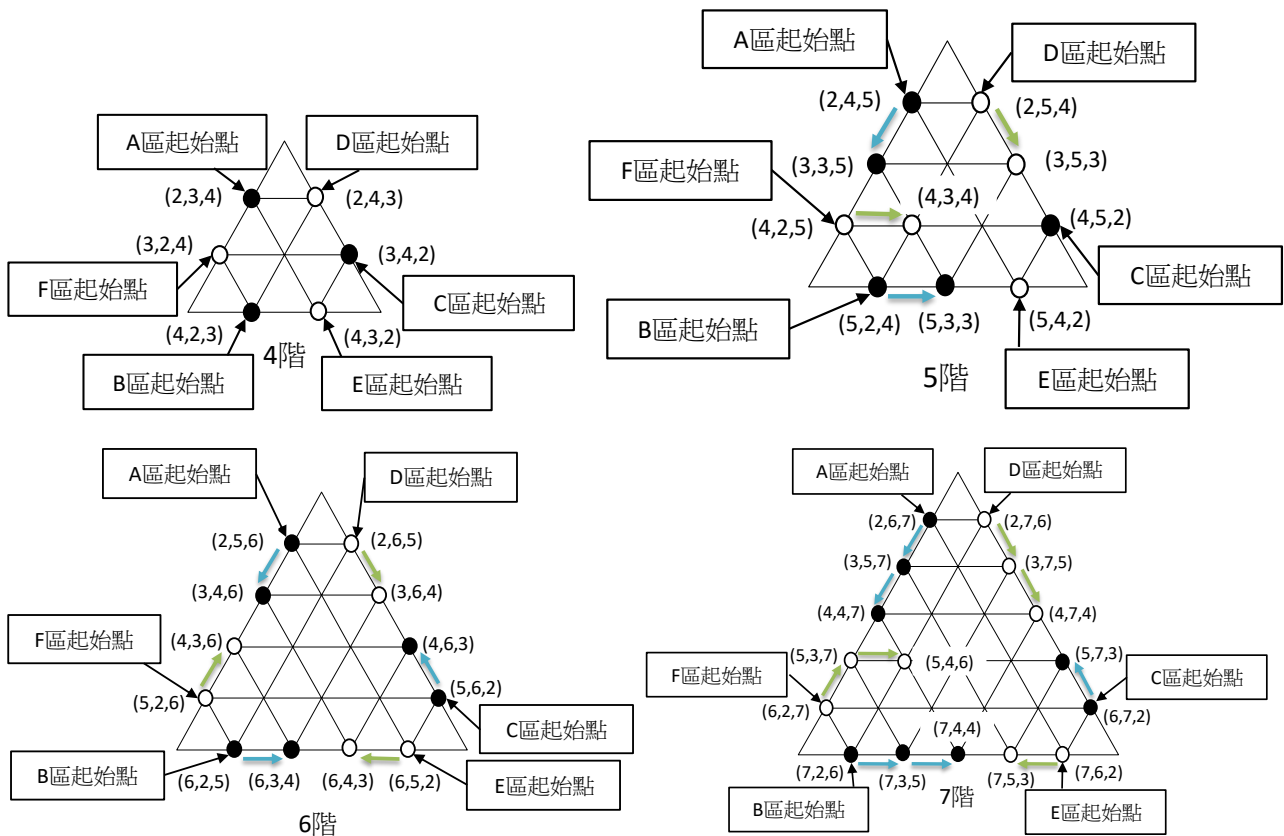 A區起始點
D區起始點
(2,3,4)
(2,4,3)
(3,2,4)
(3,4,2)
F區起始點
C區起始點
(4,2,3)
(4,3,2)
4階
B區起始點
E區起始點
A區起始點
D區起始點
(2,4,5)
(2,5,4)
(3,3,5)
(3,5,3)
F區起始點
(4,3,4)
(4,2,5)
(4,5,2)
C區起始點
B區起始點
(5,2,4)
(5,3,3)
(5,4,2)
5階
E區起始點
A區起始點
D區起始點
(2,5,6)
(2,6,5)
(3,4,6)
(3,6,4)
F區起始點
(4,3,6)
(4,6,3)
(5,2,6)
(5,6,2)
C區起始點
B區起始點
(6,2,5)
(6,3,4)
(6,4,3)
(6,5,2)
E區起始點
6階
A區起始點
D區起始點
(2,6,7)
(2,7,6)
(3,5,7)
(3,7,5)
(4,4,7)
(4,7,4)
(5,3,7)
(5,4,6)
(5,7,3)
F區起始點
C區起始點
(6,2,7)
(6,7,2)
(7,4,4)
(7,2,6)
(7,3,5)
(7,5,3)
(7,6,2)
7階
B區起始點
E區起始點